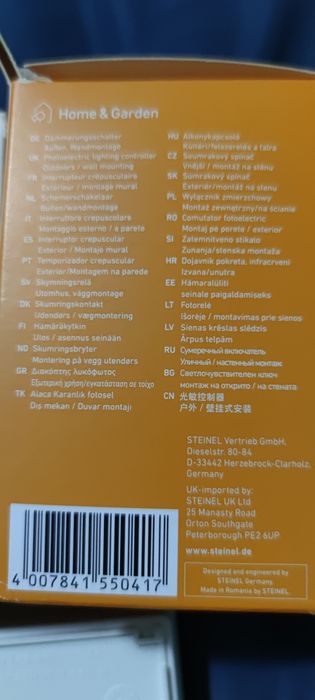 Home & Garden
DE Dämmerungsschalter
Außen, Wandmontage
UK Photoelectric lighting controller
Outdoors / wall mounting
FR Interrupteur crépusculaire
Extérieur / montage mural
NL Schemerschakelaar
Buiten/wandmontage
IT Interruttore crepuscolare
Montaggio esterno / a parete
ES Interruptor crepuscular
Exterior / Montaje mural
PT Temporizador crepuscular
Exterior/Montagem na parede
SV Skymningsrelä
Utomhus, väggmontage
DK Skumringskontakt
Udendørs / vægmontering
FI Hämäräkytkin
Ulos / asennus seinään
NO Skumringsbryter
Montering på vegg utendørs
GR Διακόπτης λυκόφωτος
Εξωτερική χρήση/εγκατάσταση σε τοίχο
TK Alaca Karanlık fotosel
Dış mekan / Duvar montajı
HU Alkonykapcsoló
Kültéri/felszerelés a falra
CZ Soumrakový spínač
Vnější / montáž na stěnu
SK Súmrakový spínač
Exteriér/montáž na stenu
PL Wyłącznik zmierzchowy
Montaż zewnętrzny/na ścianie
RO Comutator fotoelectric
Montaj pe perete / exterior
SI Zatemnitveno stikalo
Zunanja/stenska montaža
HR Dojavnik pokreta, infracrveni
Izvana/unutra
EE Hämaralüliti
seinale paigaldamiseks
LT Fotorelė
Išorėje / montavimas prie sienos
LV Sienas krēslas slēdzis
Ārpus telpām
RU Сумеречный включатель
Уличный / настенный монтаж
BG Светлочувствителен ключ
монтаж на открито / на стената
CN 光敏控制器
户外 / 壁挂式安装
STEINEL Vertrieb GmbH,
Dieselstr. 80-84
D-33442 Herzebrock-Clarholz,
Germany
UK-imported by:
STEINEL UK Ltd
25 Manasty Road
Orton Southgate
Peterborough PE2 6UP
www.steinel.de
Designed and engineered by
STEINEL Germany.
Made in Romania by STEINEL.
4 007841 550417